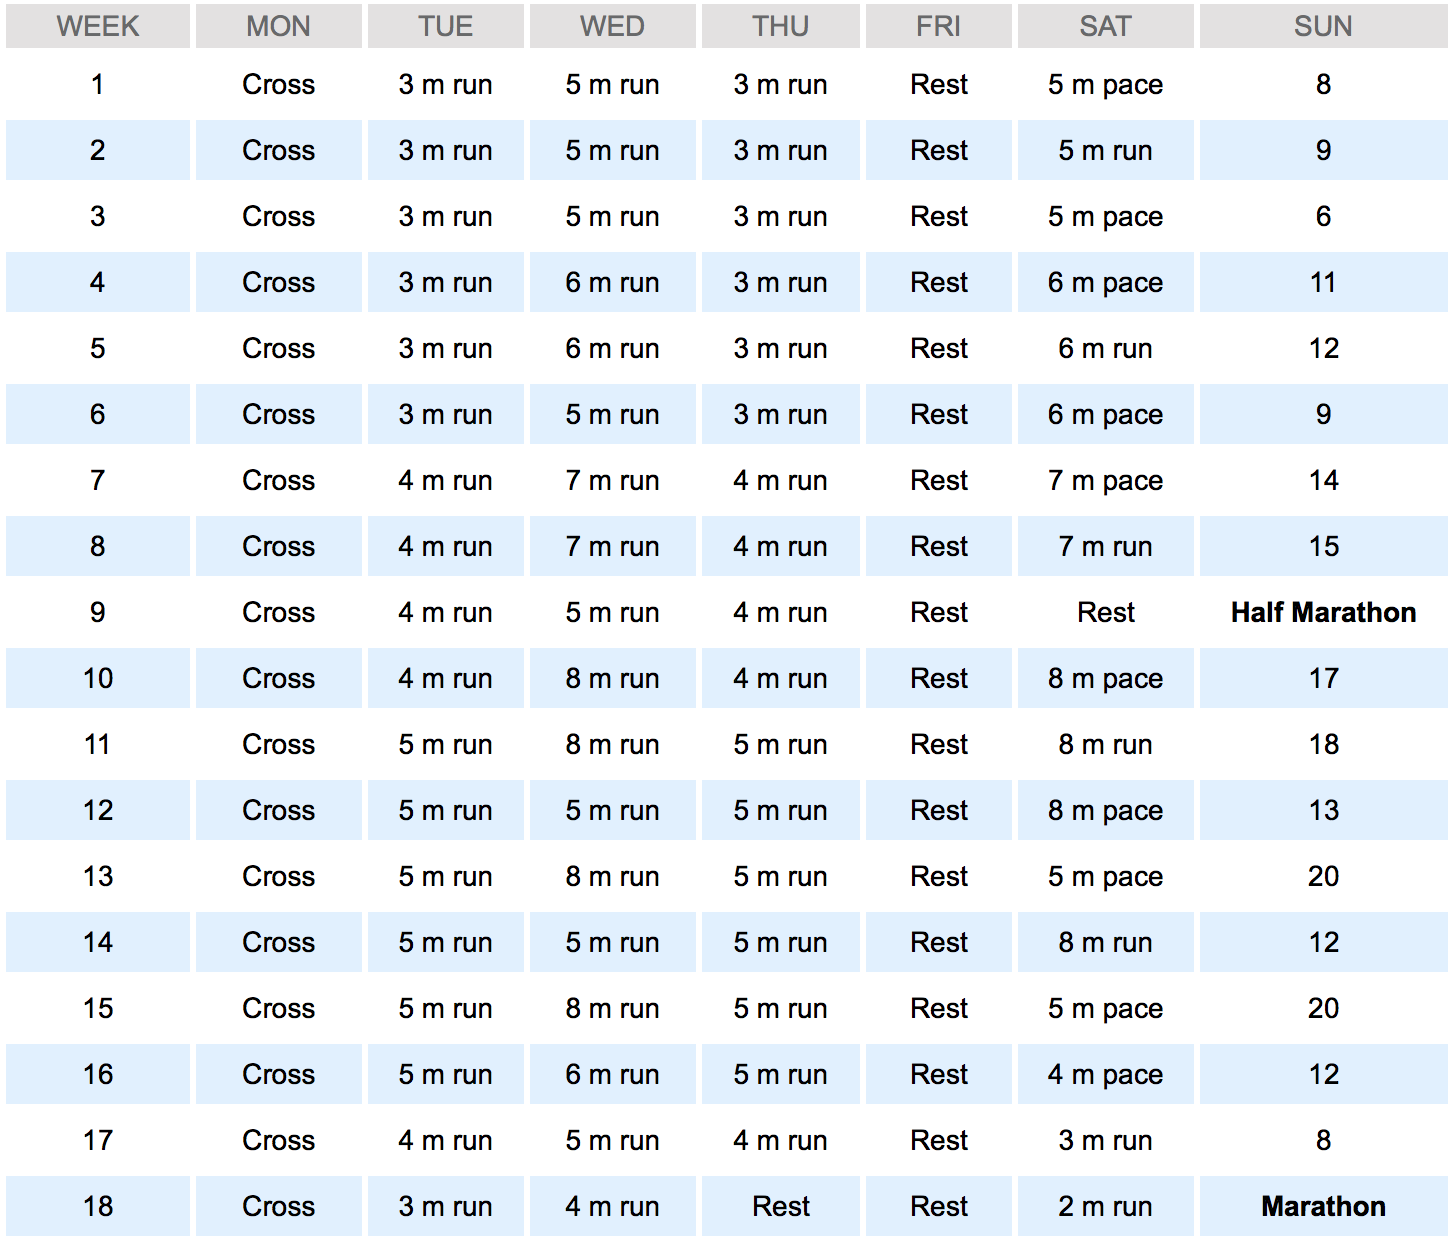 WEEK MON TUE WED THU FRI SAT SUN
1 Cross 3 m run 5 m run 3 m run Rest 5 m pace 8
2 Cross 3 m run 5 m run 3 m run Rest 5 m run 9
3 Cross 3 m run 5 m run 3 m run Rest 5 m pace 6
4 Cross 3 m run 6 m run 3 m run Rest 6 m pace 11
5 Cross 3 m run 6 m run 3 m run Rest 6 m run 12
6 Cross 3 m run 5 m run 3 m run Rest 6 m pace 9
7 Cross 4 m run 7 m run 4 m run Rest 7 m pace 14
8 Cross 4 m run 7 m run 4 m run Rest 7 m run 15
9 Cross 4 m run 5 m run 4 m run Rest Rest Half Marathon
10 Cross 4 m run 8 m run 4 m run Rest 8 m pace 17
11 Cross 5 m run 8 m run 5 m run Rest 8 m run 18
12 Cross 5 m run 5 m run 5 m run Rest 8 m pace 13
13 Cross 5 m run 8 m run 5 m run Rest 5 m pace 20
14 Cross 5 m run 5 m run 5 m run Rest 8 m run 12
15 Cross 5 m run 8 m run 5 m run Rest 5 m pace 20
16 Cross 5 m run 6 m run 5 m run Rest 4 m pace 12
17 Cross 4 m run 5 m run 4 m run Rest 3 m run 8
18 Cross 3 m run 4 m run Rest Rest 2 m run Marathon